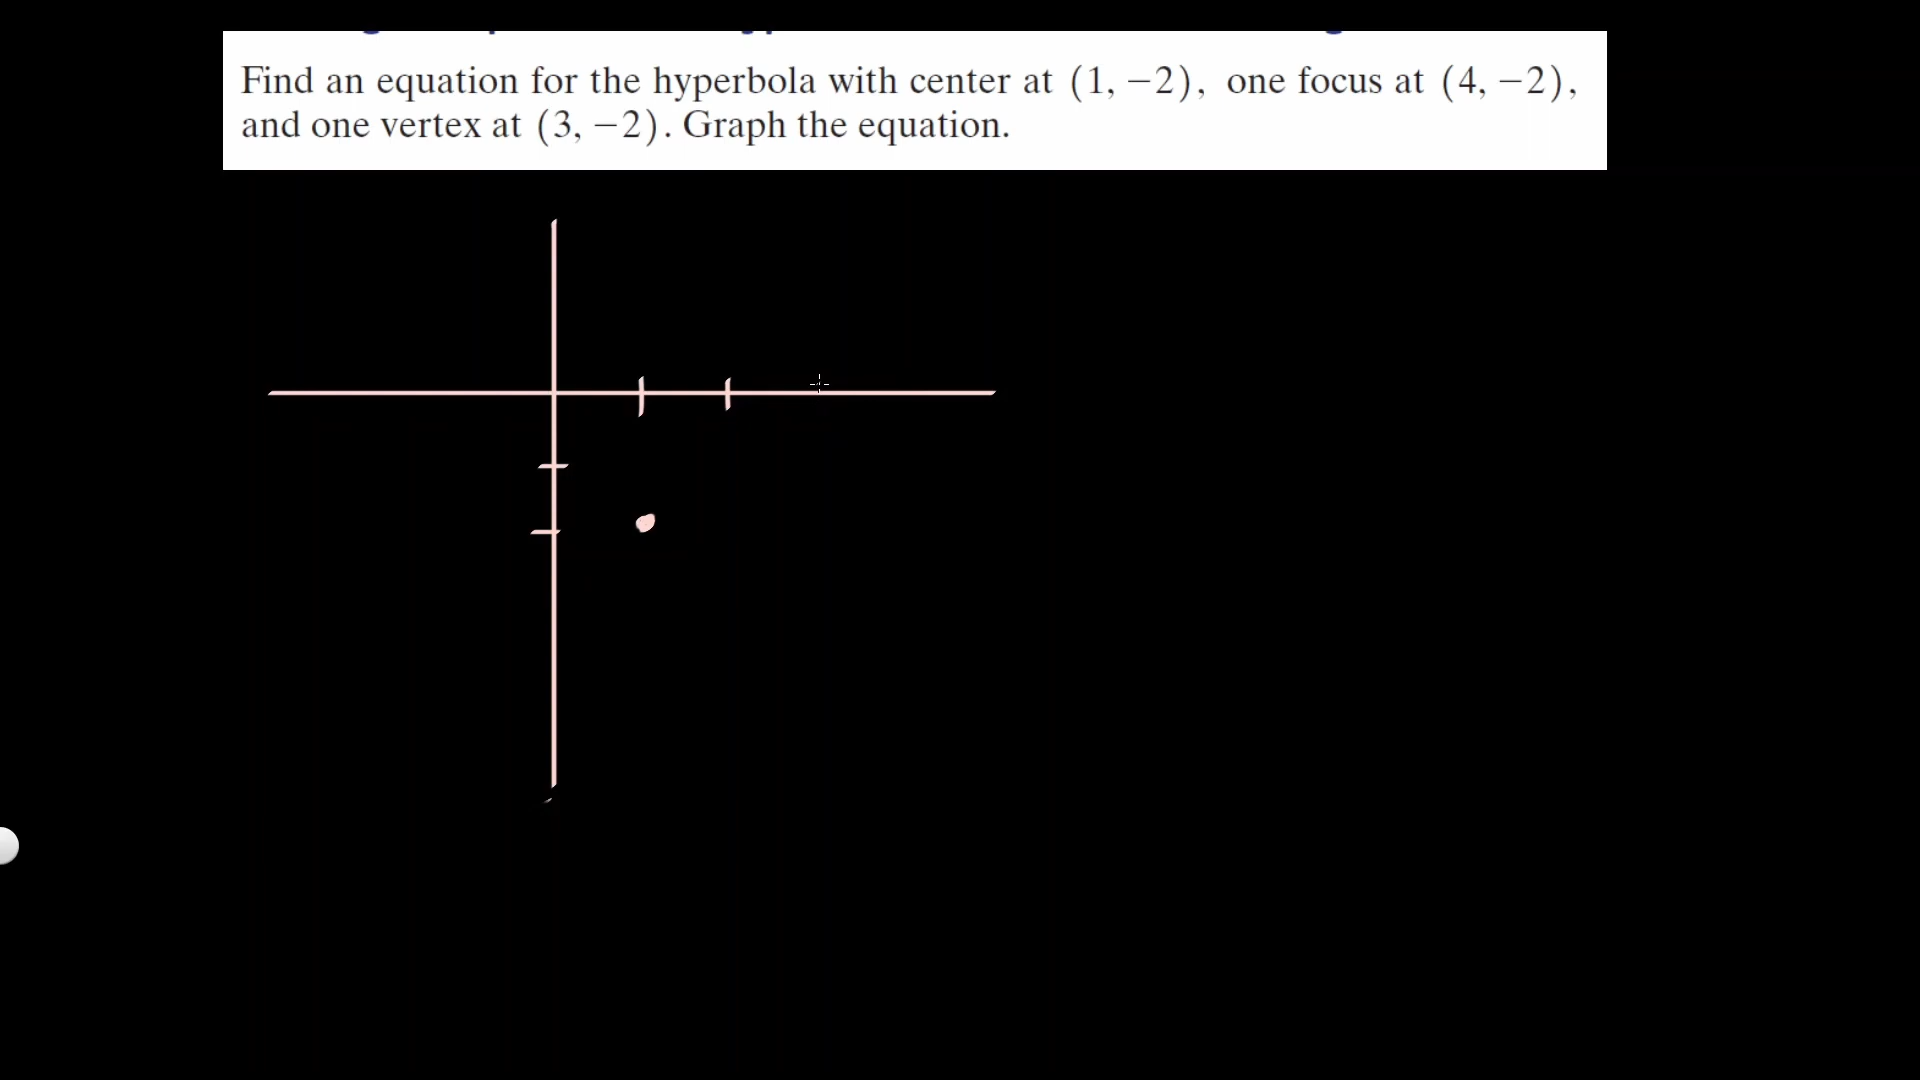 Find an equation for the hyperbola with center at (1, −2), one focus at (4, −2),
and one vertex at (3, −2). Graph the equation.